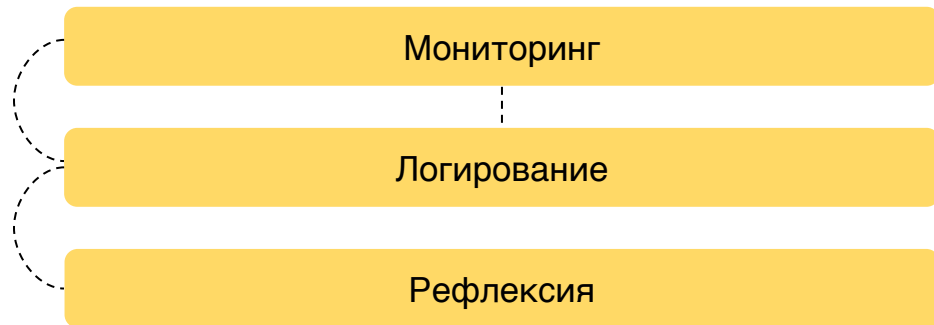 Мониторинг
Логирование
Рефлексия